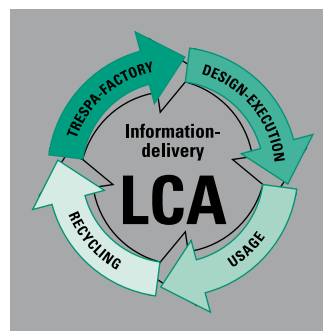 TRESPA-FACTORY
DESIGN-EXECUTION
Information-
delivery
LCA
RECYCLING
USAGE